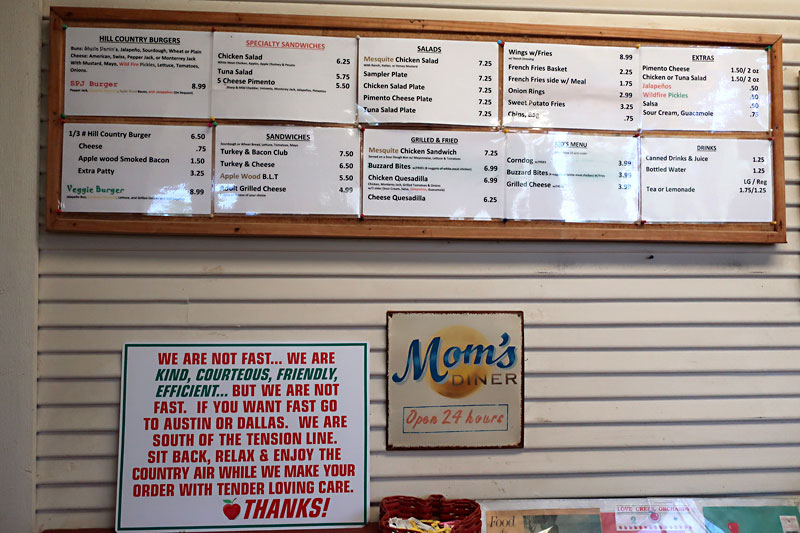 HILL COUNTRY BURGERS
Cheese: American, Swiss, Pepper Jack, or Monterrey Jack
With Mustard, Mayo, Wild Fire Pickles, Lettuce, Tomatoes,
Onions.
SPJ Burger 8.99
1/3 # Hill Country Burger 6.50
Cheese .75
Apple wood Smoked Bacon 1.50
Extra Patty 3.25
Veggie Burger 8.99
SPECIALTY SANDWICHES
Chicken Salad 6.25
Tuna Salad 5.75
5 Cheese Pimento 5.50
SANDWICHES
Turkey & Bacon Club 7.50
Turkey & Cheese 6.50
Apple Wood B.L.T 5.50
Adult Grilled Cheese 4.99
SALADS
Mesquite Chicken Salad 7.25
Sampler Plate 7.25
Chicken Salad Plate 7.25
Pimento Cheese Plate 7.25
Tuna Salad Plate 7.25
GRILLED & FRIED
Mesquite Chicken Sandwich 7.25
Buzzard Bites 6.99
Chicken Quesadilla 6.99
Cheese Quesadilla 6.25
Wings w/Fries 8.99
French Fries Basket 2.25
French Fries side w/ Meal 1.75
Onion Rings 2.99
Sweet Potato Fries 3.25
Chips, Bag .75
KID'S MENU
Corndog 3.99
Buzzard Bites 3.99
Grilled Cheese 3.99
EXTRAS
Pimento Cheese 1.50/ 2 oz
Chicken or Tuna Salad 1.50/ 2 oz
Jalapeños .50
Wildfire Pickles .50
Salsa .50
Sour Cream, Guacamole .75
DRINKS
Canned Drinks & Juice 1.25
Bottled Water 1.25
LG / Reg
Tea or Lemonade 1.75/1.25
WE ARE NOT FAST... WE ARE
KIND, COURTEOUS, FRIENDLY,
EFFICIENT... BUT WE ARE NOT
FAST. IF YOU WANT FAST GO
TO AUSTIN OR DALLAS. WE ARE
SOUTH OF THE TENSION LINE.
SIT BACK, RELAX & ENJOY THE
COUNTRY AIR WHILE WE MAKE YOUR
ORDER WITH TENDER LOVING CARE.
THANKS!
Mom's
DINER
Open 24 hours
Food
LOVE CREEK ORCHARDS